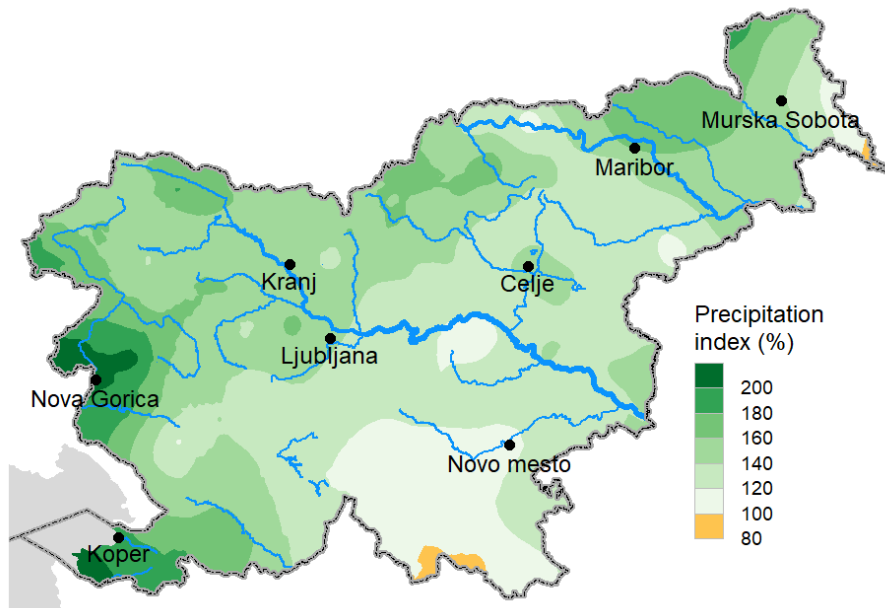 Murska Sobota
Maribor
Kranj
Celje
Ljubljana
Nova Gorica
Novo mesto
Koper
Precipitation
index (%)
200
180
160
140
120
100
80